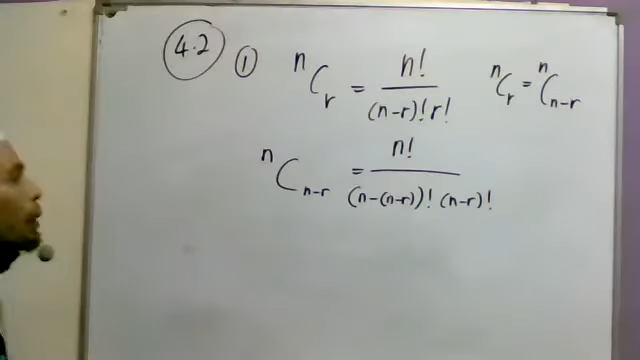 4.2 ① ⁿCᵣ = n! / (n-r)! r!   ⁿCᵣ = ⁿCₙ₋ᵣ
ⁿCₙ₋ᵣ = n! / (n-(n-r))! (n-r)!